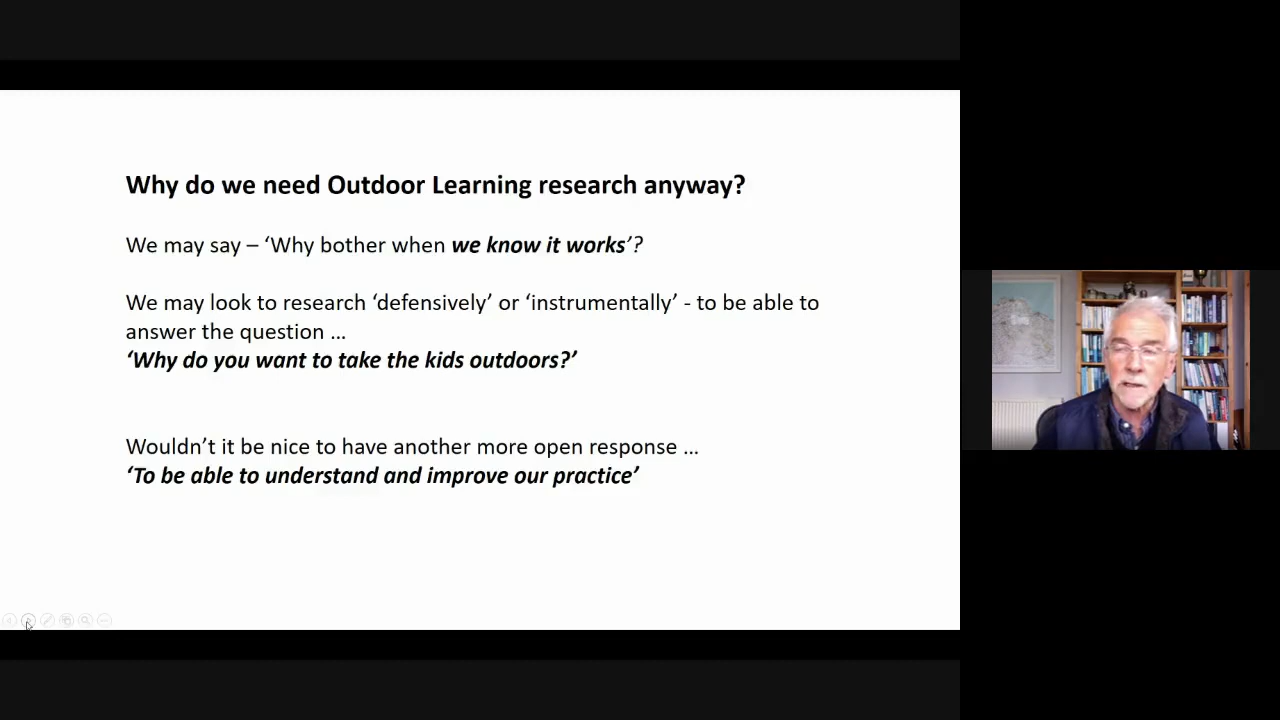 Why do we need Outdoor Learning research anyway?
We may say – ‘Why bother when we know it works’?
We may look to research ‘defensively’ or ‘instrumentally’ - to be able to
answer the question …
‘Why do you want to take the kids outdoors?’
Wouldn’t it be nice to have another more open response …
‘To be able to understand and improve our practice’